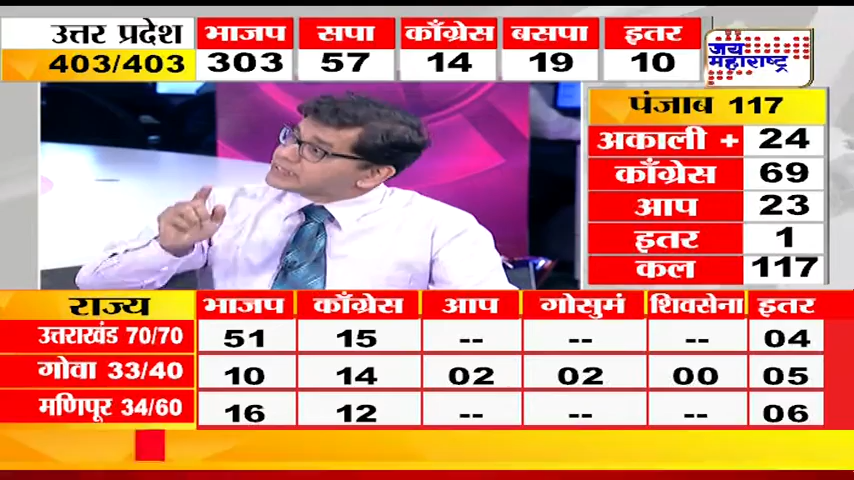 उत्तर प्रदेश भाजप सपा काँग्रेस बसपा इतर
403/403 303 57 14 19 10
जय
महाराष्ट्र
पंजाब 117
अकाली + 24
काँग्रेस 69
आप 23
इतर 1
कल 117
राज्य भाजप काँग्रेस आप गोसुमं शिवसेना इतर
उत्तराखंड 70/70 51 15 -- -- -- 04
गोवा 33/40 10 14 02 02 00 05
मणिपूर 34/60 16 12 -- -- -- 06